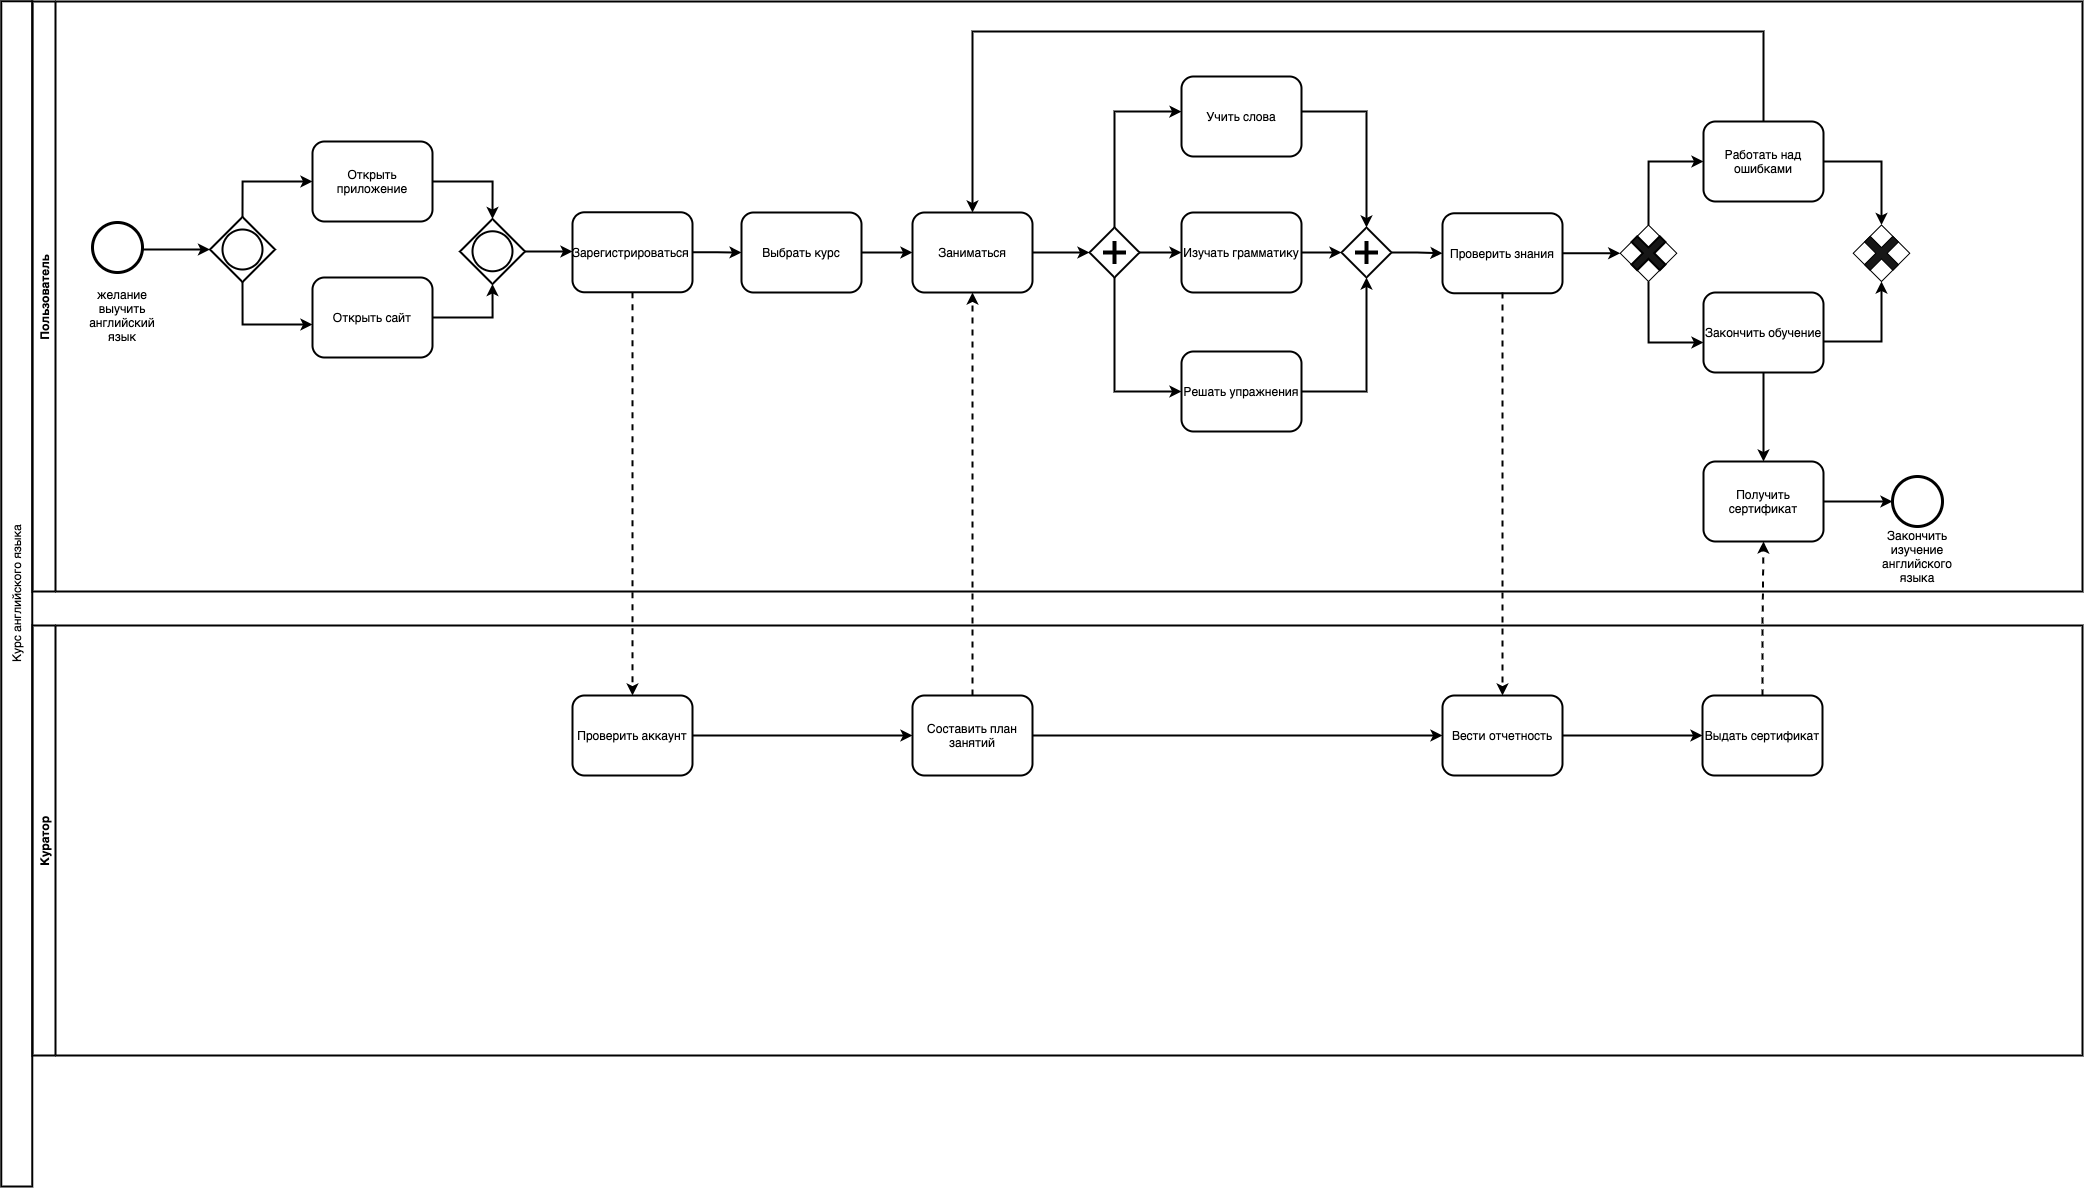 Курс английского языка
Пользователь
желание
выучить
английский
язык
Открыть
приложение
Открыть сайт
Зарегистрироваться
Выбрать курс
Заниматься
Учить слова
Изучать грамматику
Решать упражнения
Проверить знания
Работать над
ошибками
Закончить обучение
Получить
сертификат
Закончить
изучение
английского
языка
Куратор
Проверить аккаунт
Составить план
занятий
Вести отчетность
Выдать сертификат